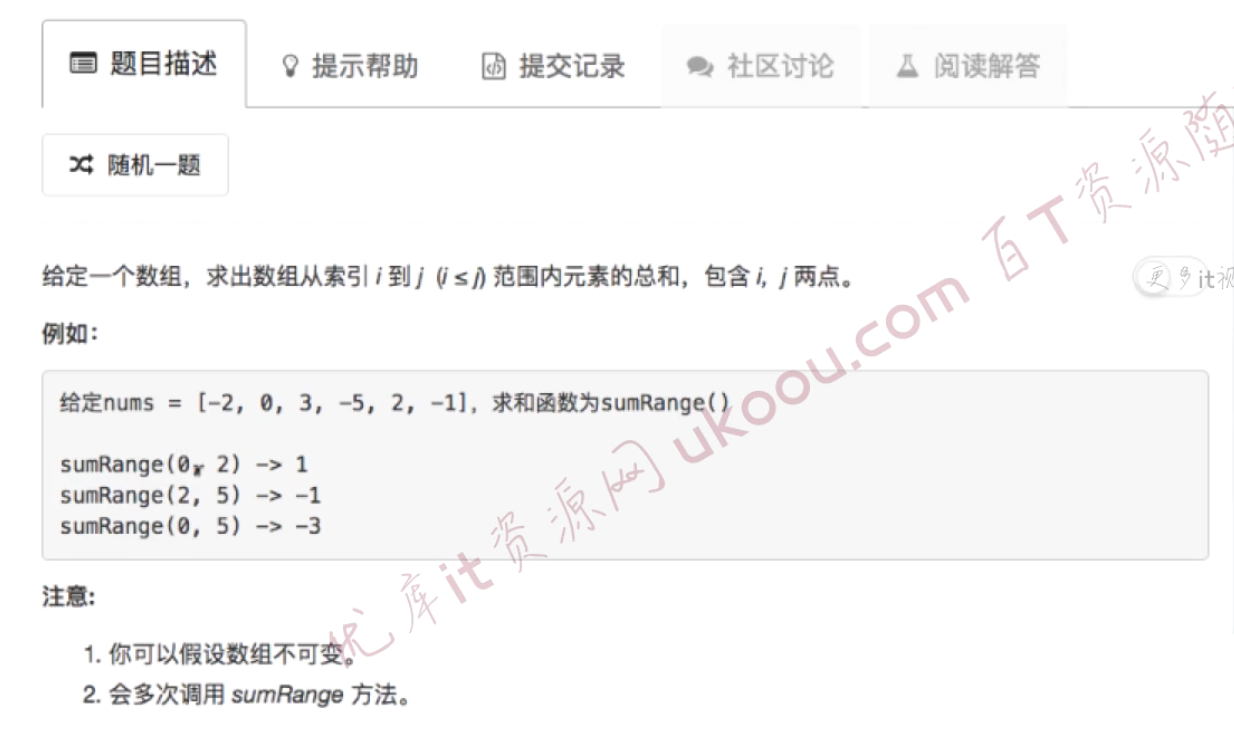 题目描述 提示帮助 提交记录 社区讨论 阅读解答
随机一题
给定一个数组，求出数组从索引 i 到 j (i ≤ j) 范围内元素的总和，包含 i, j 两点。
例如：
给定nums = [-2, 0, 3, -5, 2, -1]，求和函数为sumRange()
sumRange(0, 2) -> 1
sumRange(2, 5) -> -1
sumRange(0, 5) -> -3
注意:
1. 你可以假设数组不可变。
2. 会多次调用 sumRange 方法。
优库it资源网 ukoou.com 百T资源随
更多it视